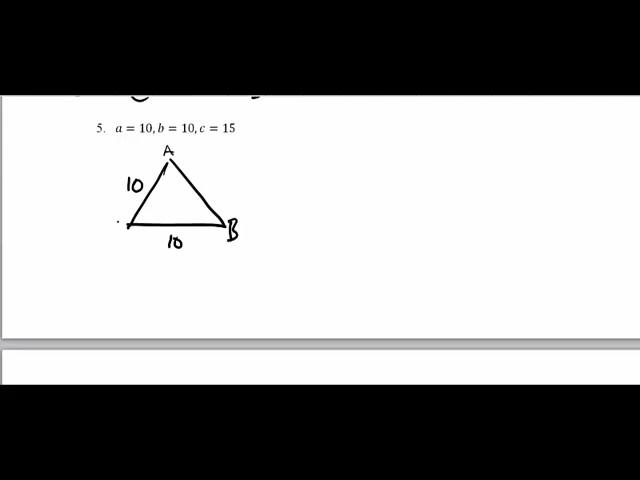 5. a = 10, b = 10, c = 15
A
10
B
10